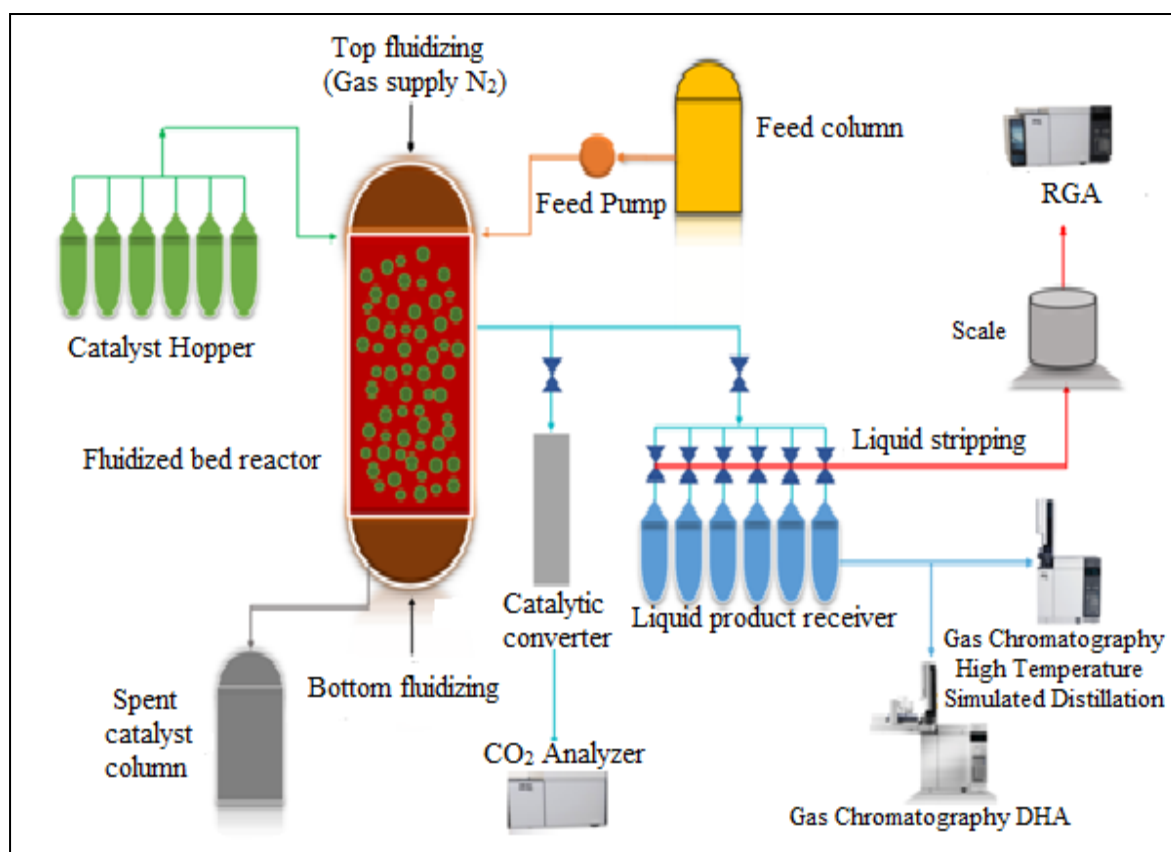 Top fluidizing
(Gas supply N₂)
Feed column
Feed Pump
RGA
Catalyst Hopper
Scale
Fluidized bed reactor
Liquid stripping
Catalytic
converter
Liquid product receiver
Gas Chromatography
High Temperature
Simulated Distillation
Bottom fluidizing
Spent
catalyst
column
CO₂ Analyzer
Gas Chromatography DHA